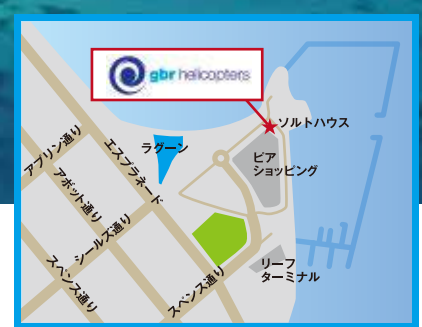 gbr helicopters
ソルトハウス
ラグーン
ピア
ショッピング
アプリン通り
エスプラネード
アボット通り
シールズ通り
スペンス通り
スペンス通り
リーフ
ターミナル